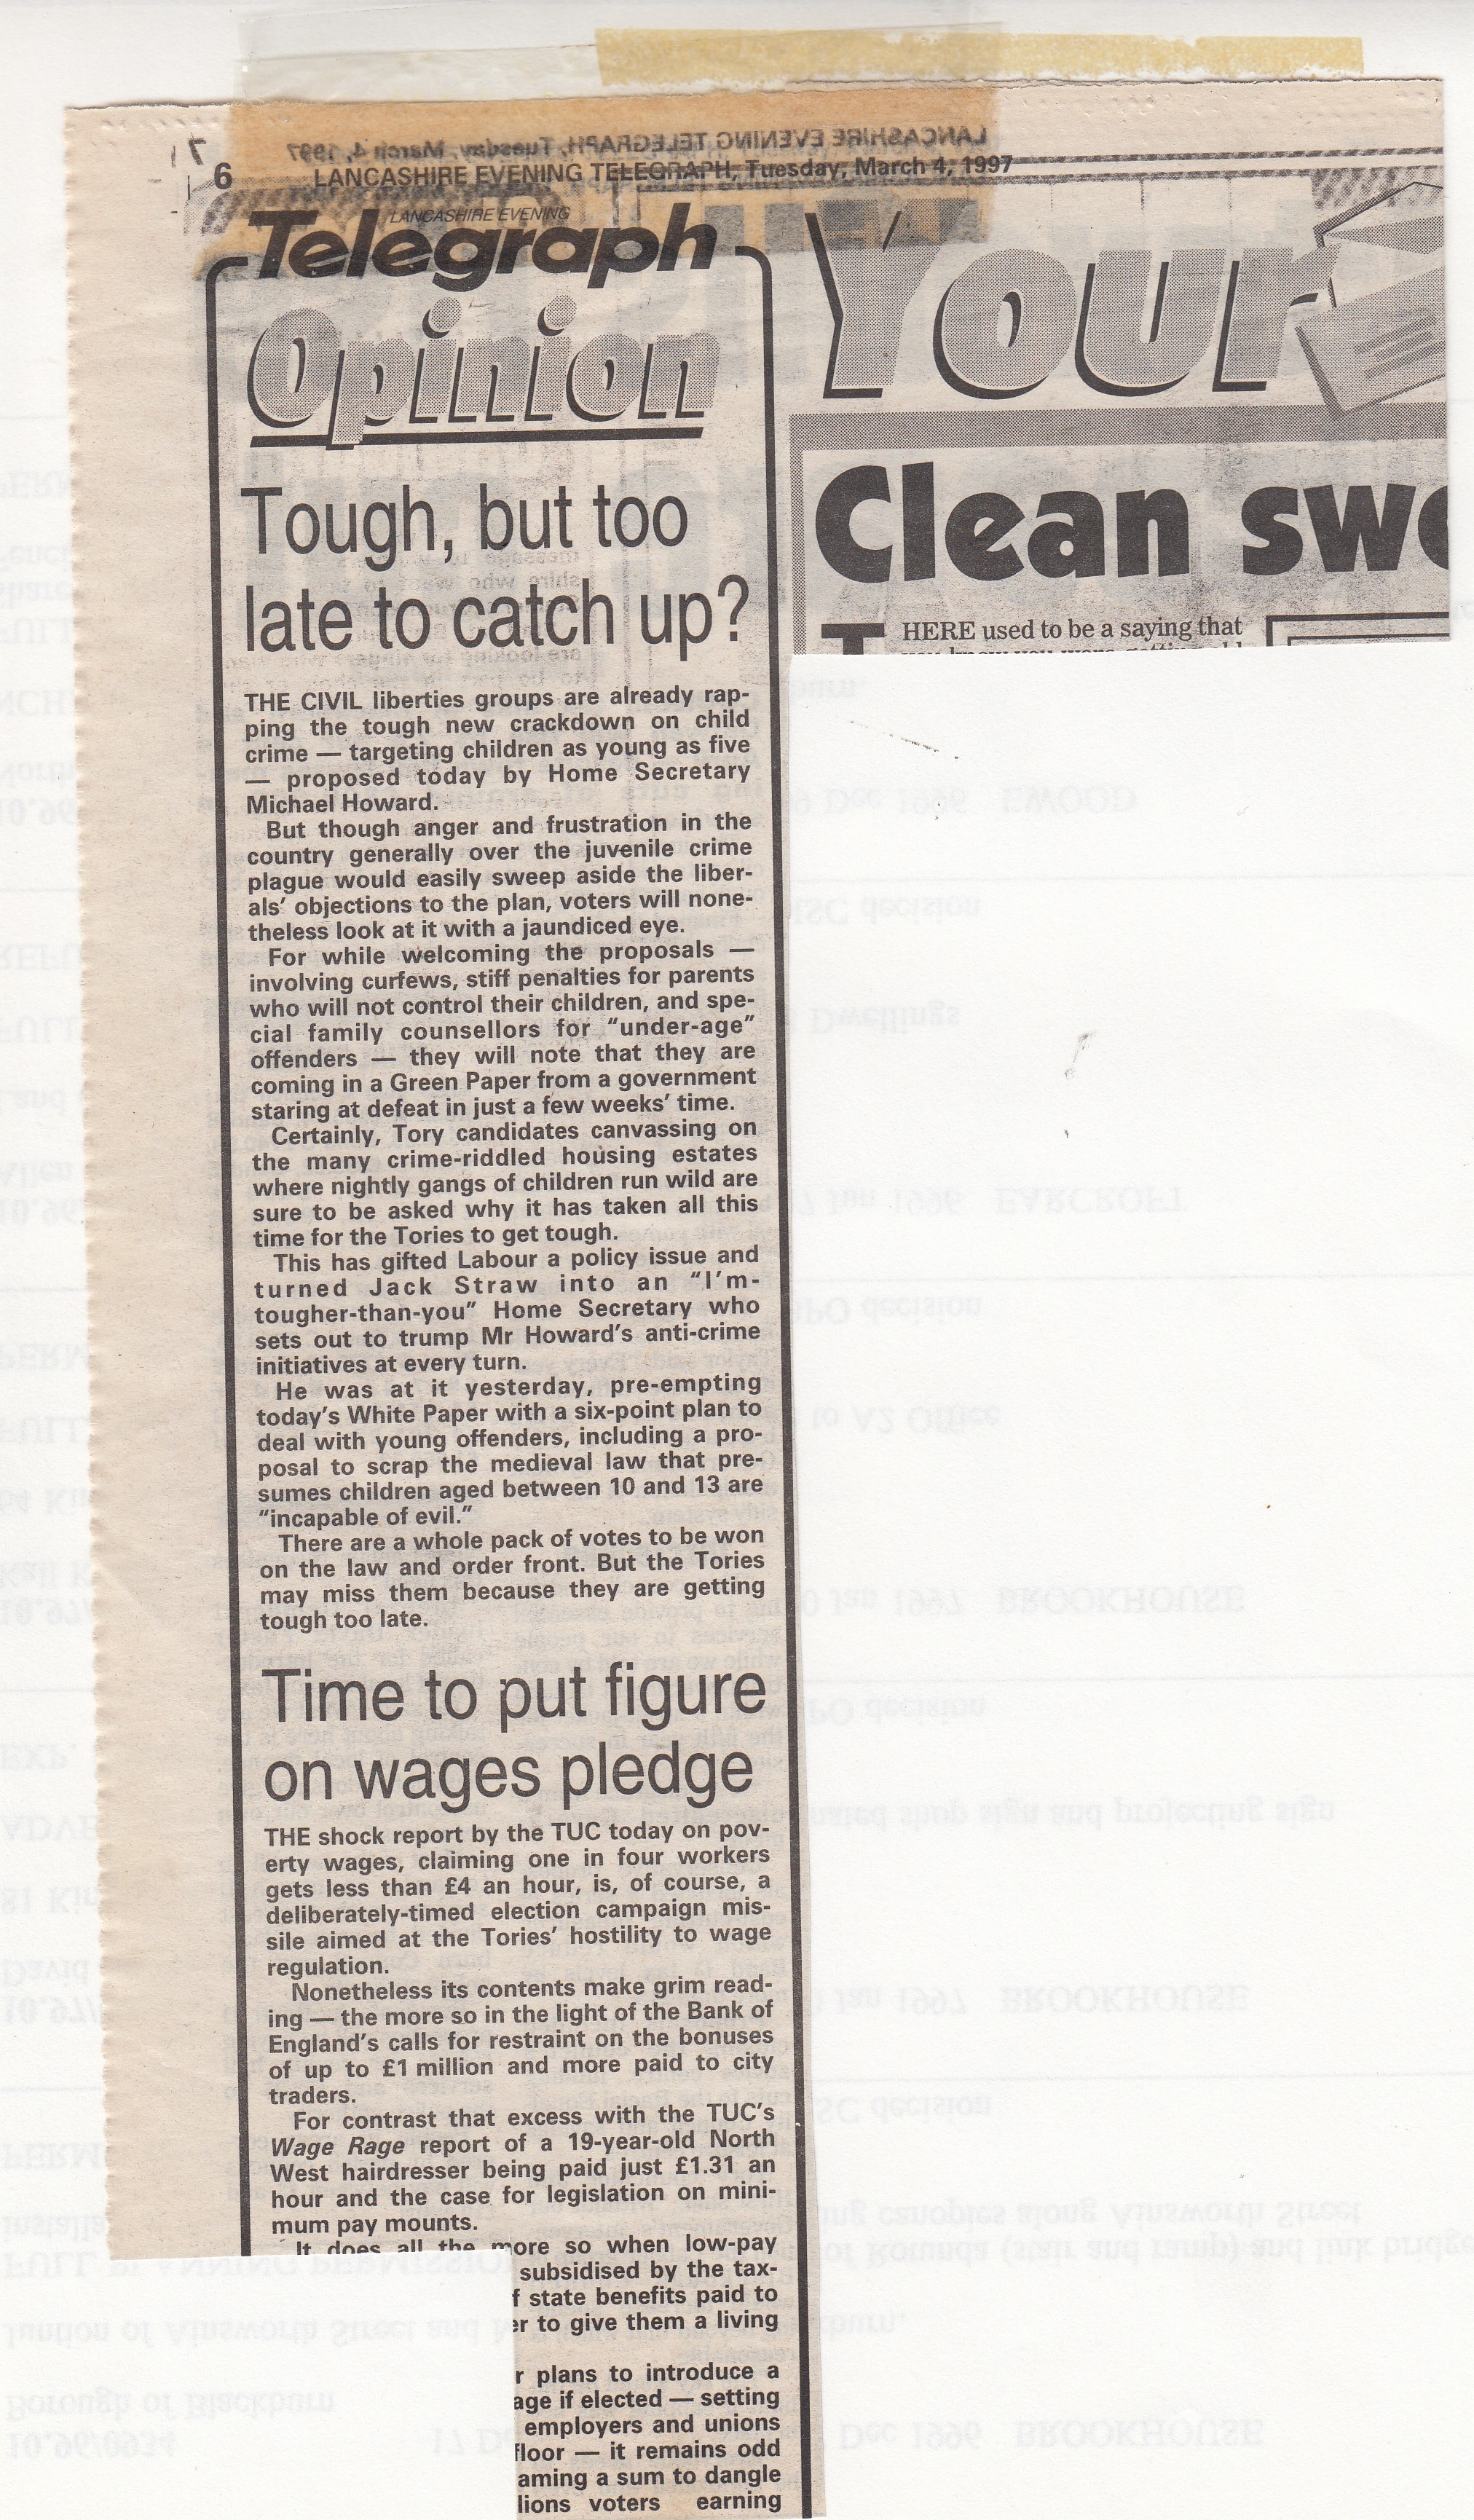 6
LANCASHIRE EVENING TELEGRAPH, Tuesday, March 4, 1997
LANCASHIRE EVENING
Telegraph
Opinion
Tough, but too
late to catch up?
THE CIVIL liberties groups are already rap-
ping the tough new crackdown on child
crime — targeting children as young as five
— proposed today by Home Secretary
Michael Howard.
But though anger and frustration in the
country generally over the juvenile crime
plague would easily sweep aside the liber-
als' objections to the plan, voters will none-
theless look at it with a jaundiced eye.
For while welcoming the proposals —
involving curfews, stiff penalties for parents
who will not control their children, and spe-
cial family counsellors for "under-age"
offenders — they will note that they are
coming in a Green Paper from a government
staring at defeat in just a few weeks' time.
Certainly, Tory candidates canvassing on
the many crime-riddled housing estates
where nightly gangs of children run wild are
sure to be asked why it has taken all this
time for the Tories to get tough.
This has gifted Labour a policy issue and
turned Jack Straw into an "I'm-
tougher-than-you" Home Secretary who
sets out to trump Mr Howard's anti-crime
initiatives at every turn.
He was at it yesterday, pre-empting
today's White Paper with a six-point plan to
deal with young offenders, including a pro-
posal to scrap the medieval law that pre-
sumes children aged between 10 and 13 are
"incapable of evil."
There are a whole pack of votes to be won
on the law and order front. But the Tories
may miss them because they are getting
tough too late.
Time to put figure
on wages pledge
THE shock report by the TUC today on pov-
erty wages, claiming one in four workers
gets less than £4 an hour, is, of course, a
deliberately-timed election campaign mis-
sile aimed at the Tories' hostility to wage
regulation.
Nonetheless its contents make grim read-
ing — the more so in the light of the Bank of
England's calls for restraint on the bonuses
of up to £1 million and more paid to city
traders.
For contrast that excess with the TUC's
Wage Rage report of a 19-year-old North
West hairdresser being paid just £1.31 an
hour and the case for legislation on mini-
mum pay mounts.
It does all the more so when low-pay
subsidised by the tax-
f state benefits paid to
er to give them a living
r plans to introduce a
age if elected — setting
employers and unions
floor — it remains odd
aming a sum to dangle
lions voters earning
Your
Clean swe
THERE used to be a saying that